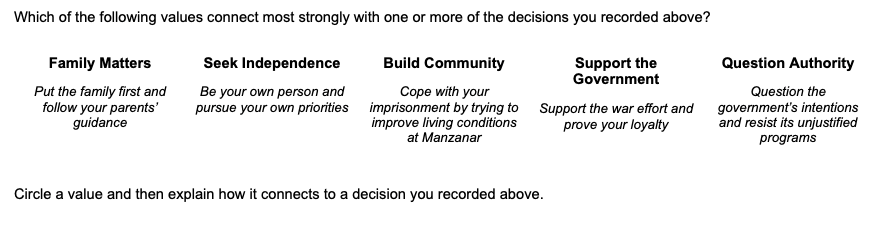 Which of the following values connect most strongly with one or more of the decisions you recorded above?
Family Matters
Put the family first and
follow your parents'
guidance
Seek Independence
Be your own person and
pursue your own priorities
Build Community
Cope with your
imprisonment by trying to
improve living conditions
at Manzanar
Support the
Government
Support the war effort and
prove your loyalty
Question Authority
Question the
government's intentions
and resist its unjustified
programs
Circle a value and then explain how it connects to a decision you recorded above.